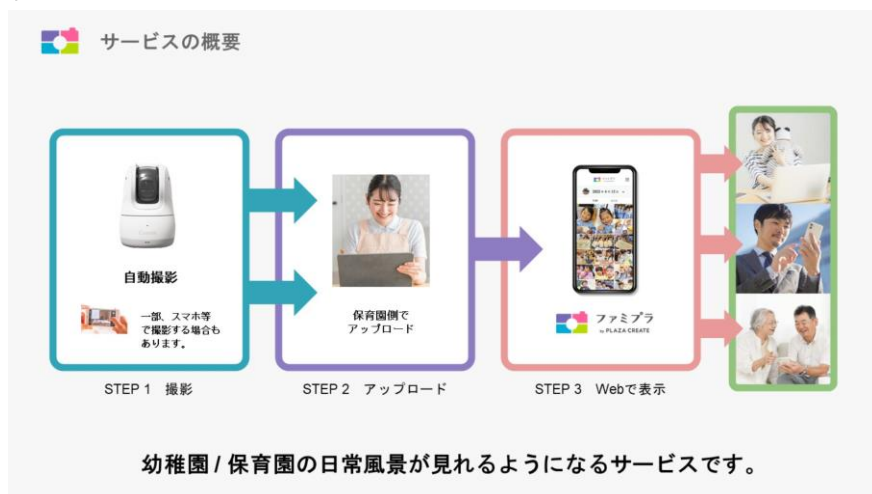 サービスの概要
自動撮影
一部、スマホ等
で撮影する場合も
あります。
保育園側で
アップロード
ファミプラ
by PLAZA CREATE
STEP 1 撮影
STEP 2 アップロード
STEP 3 Webで表示
幼稚園 / 保育園の日常風景が見れるようになるサービスです。